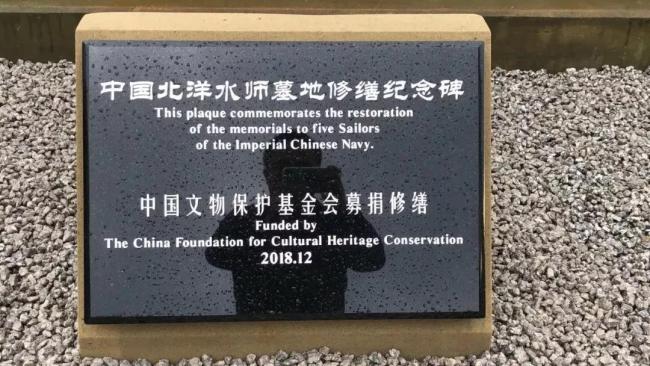 中国北洋水师墓地修缮纪念碑
This plaque commemorates the restoration
of the memorials to five Sailors
of the Imperial Chinese Navy.
中国文物保护基金会募捐修缮
Funded by
The China Foundation for Cultural Heritage Conservation
2018.12